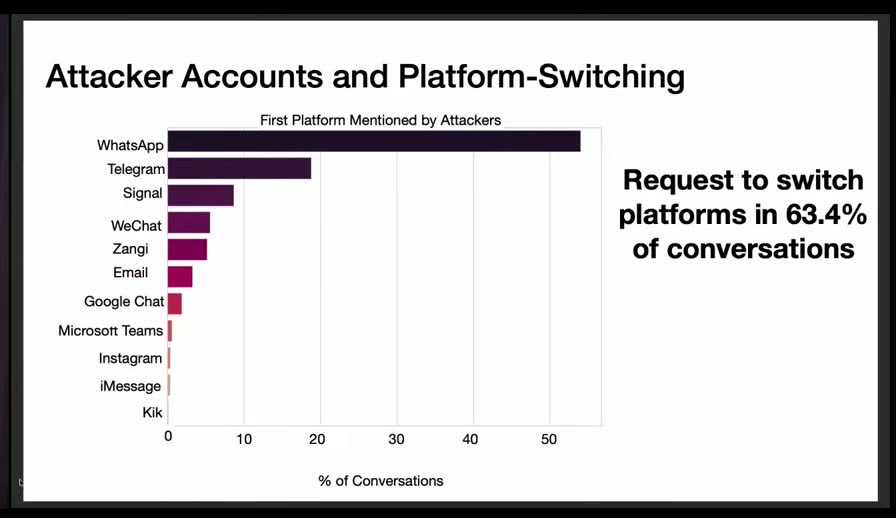 Attacker Accounts and Platform-Switching
First Platform Mentioned by Attackers
WhatsApp
Telegram
Signal
WeChat
Zangi
Email
Google Chat
Microsoft Teams
Instagram
iMessage
Kik
0 10 20 30 40 50
% of Conversations
Request to switch
platforms in 63.4%
of conversations